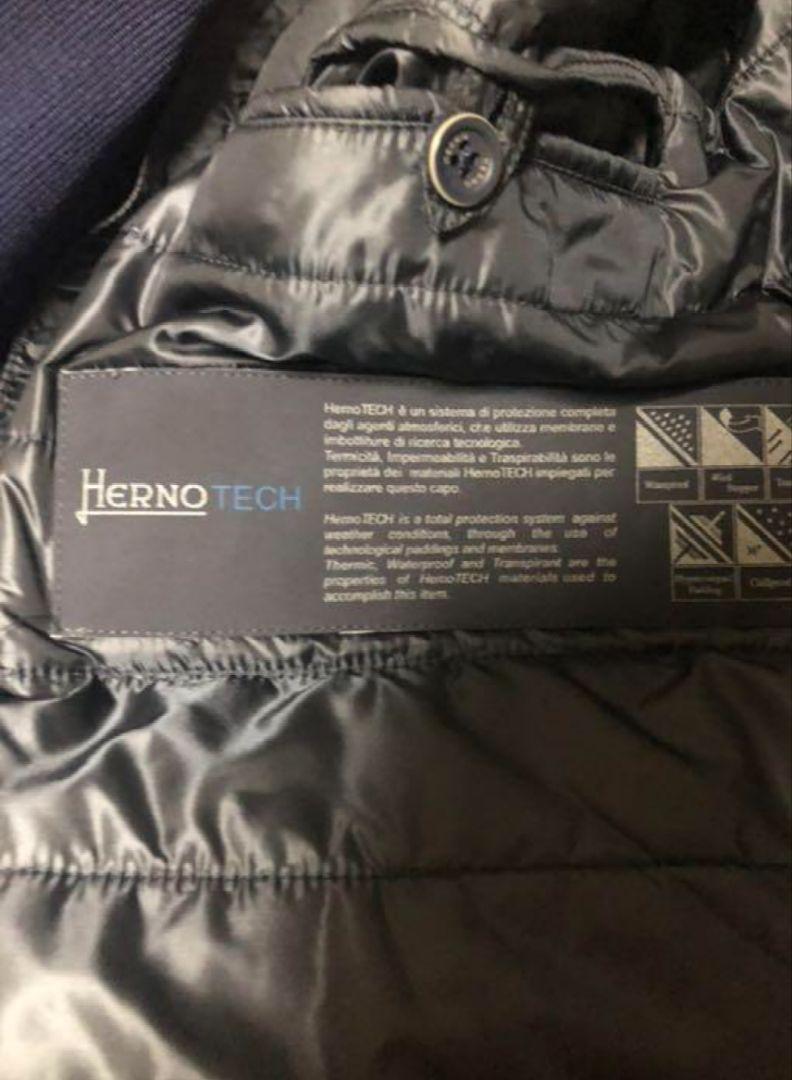 HERNO TECH
HernoTECH è un sistema di protezione completa
dagli agenti atmosferici, che utilizza membrane e
imbottiture di ricerca tecnologica.
Termicità, Impermeabilità e Traspirabilità sono le
proprietà dei materiali HernoTECH impiegati per
realizzare questo capo.
HernoTECH is a total protection system against
weather conditions, through the use of
technological paddings and membranes.
Thermic, Waterproof and Transpirant are the
properties of HernoTECH materials used to
accomplish this item.
Waterproof
Wind
Stopper
Padding